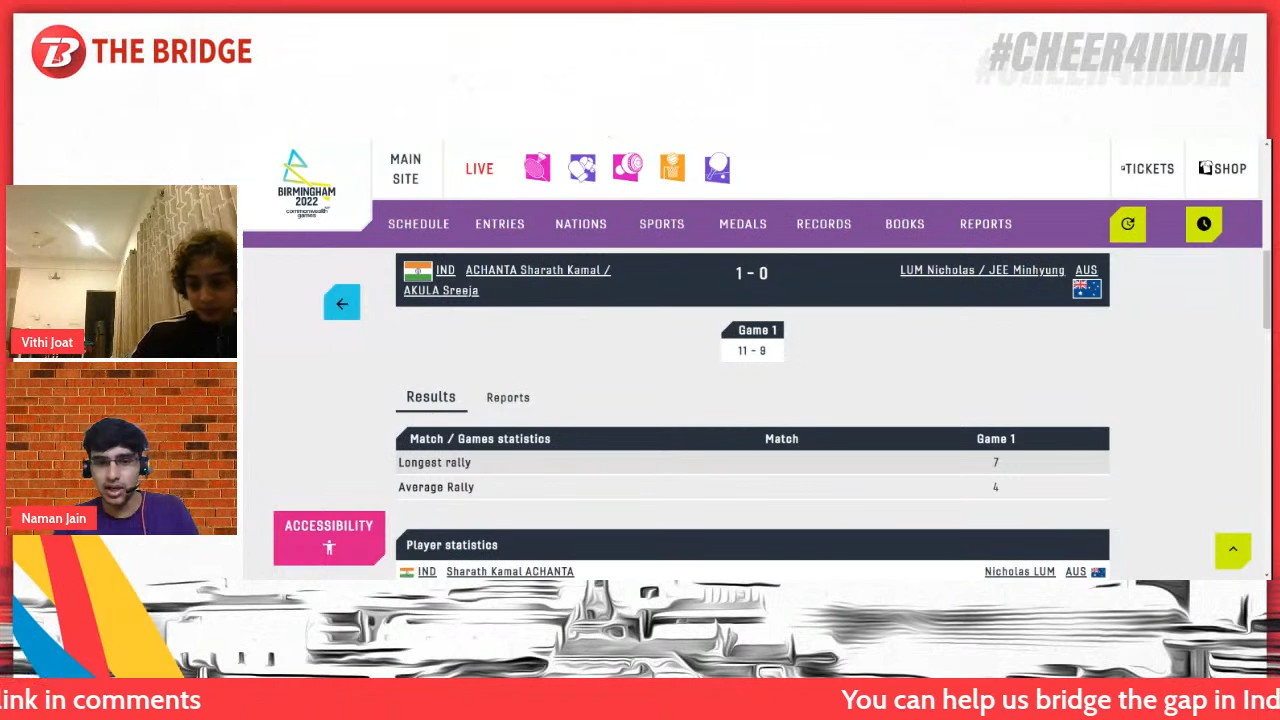 THE BRIDGE
#CHEER4INDIA
BIRMINGHAM
2022
commonwealth
games
MAIN
SITE
LIVE
TICKETS
SHOP
SCHEDULE ENTRIES NATIONS SPORTS MEDALS RECORDS BOOKS REPORTS
IND ACHANTA Sharath Kamal /
AKULA Sreeja
1 - 0
LUM Nicholas / JEE Minhyung AUS
Game 1
11 - 9
Results Reports
Match / Games statistics Match Game 1
Longest rally 7
Average Rally 4
Player statistics
IND Sharath Kamal ACHANTA Nicholas LUM AUS
ACCESSIBILITY
Vithi Joat
Naman Jain
link in comments You can help us bridge the gap in Ind